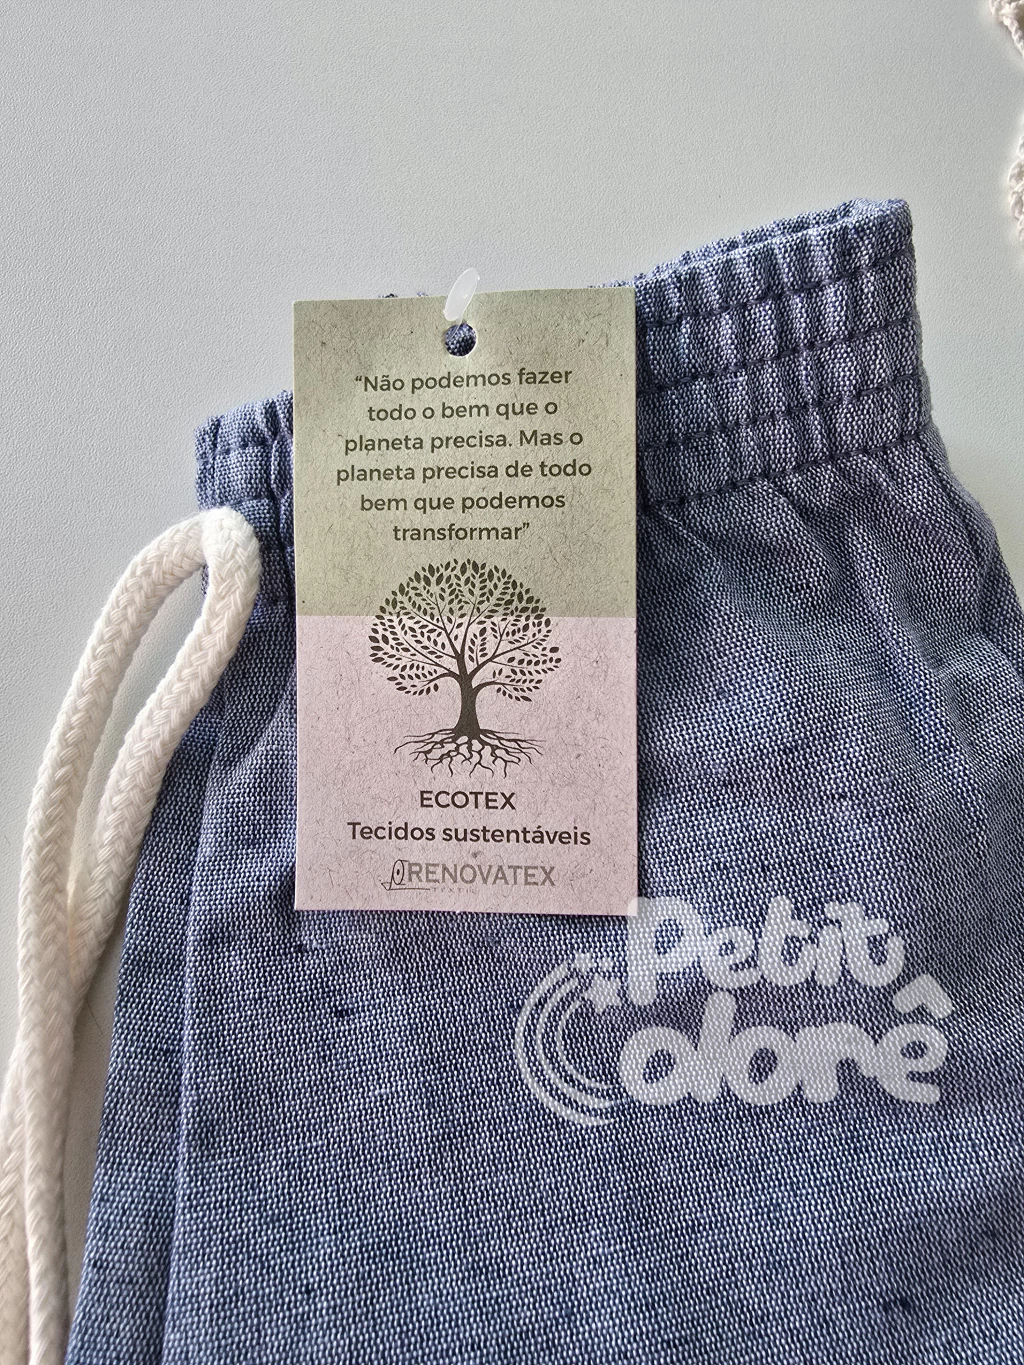 “Não podemos fazer
todo o bem que o
planeta precisa. Mas o
planeta precisa de todo
bem que podemos
transformar”
ECOTEX
Tecidos sustentáveis
RENOVATEX
TEXTIL
Petit
Colorê